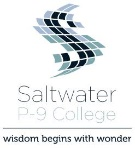 Saltwater
P-9 College
wisdom begins with wonder